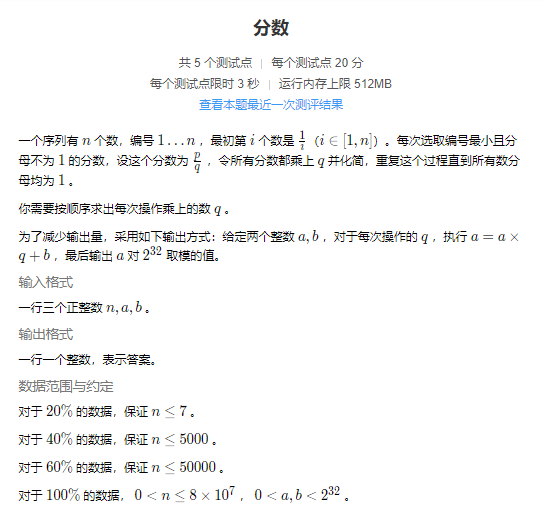 分数
共 5 个测试点 | 每个测试点 20 分
每个测试点限时 3 秒 | 运行内存上限 512MB
查看本题最近一次测评结果
一个序列有 n 个数，编号 1…n ，最初第 i 个数是 1/i（i ∈ [1, n]）。每次选取编号最小且分
母不为 1 的分数，设这个分数为 p/q ，令所有分数都乘上 q 并化简，重复这个过程直到所有数分
母均为 1 。
你需要按顺序求出每次操作乘上的数 q 。
为了减少输出量，采用如下输出方式：给定两个整数 a, b ，对于每次操作的 q ，执行 a = a ×
q + b ，最后输出 a 对 2^32 取模的值。
输入格式
一行三个正整数 n, a, b 。
输出格式
一行一个整数，表示答案。
数据范围与约定
对于 20% 的数据，保证 n ≤ 7 。
对于 40% 的数据，保证 n ≤ 5000 。
对于 60% 的数据，保证 n ≤ 50000 。
对于 100% 的数据， 0 < n ≤ 8 × 10^7 ， 0 < a, b < 2^32 。